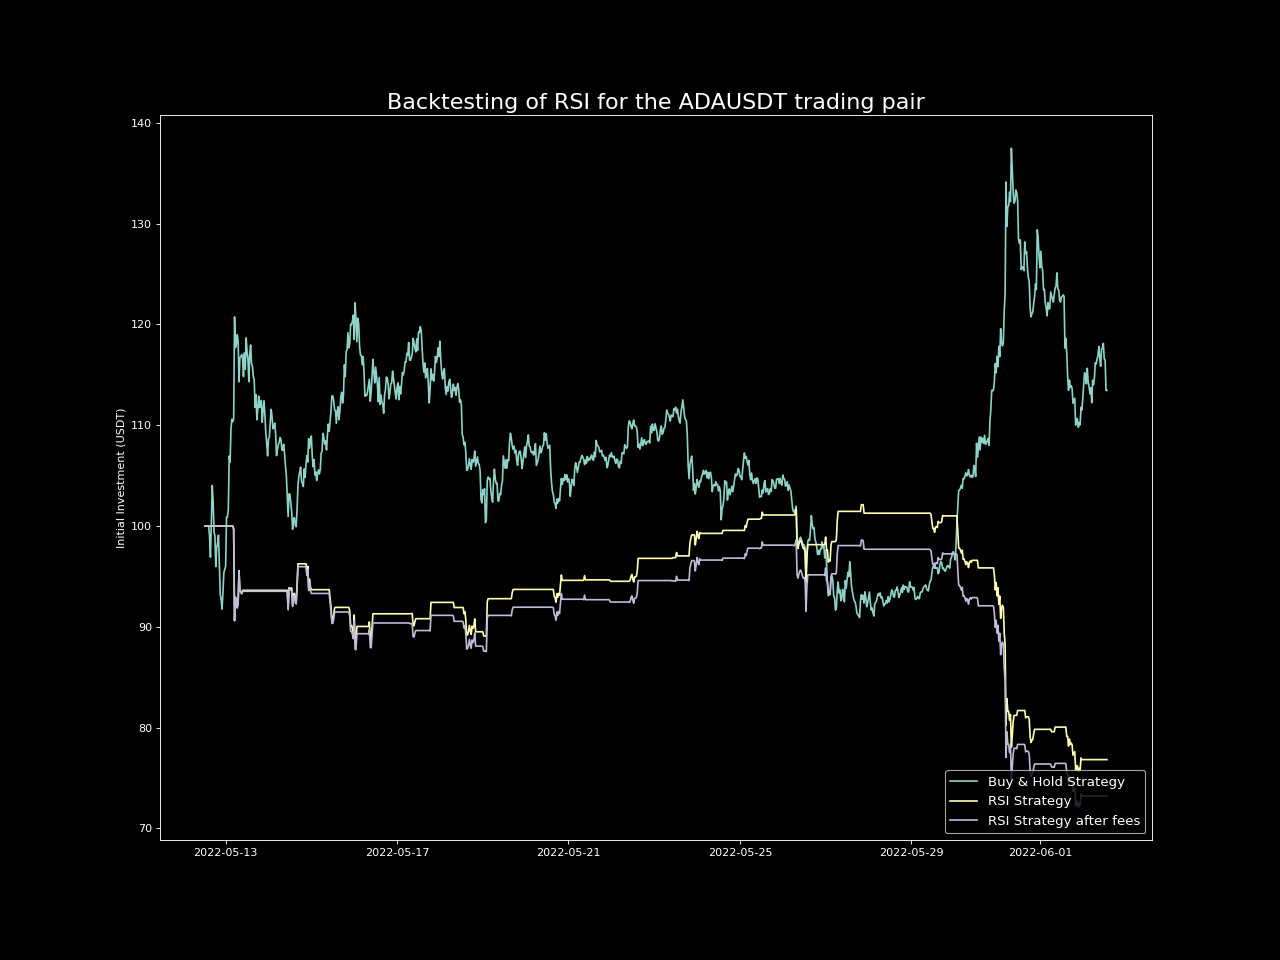 Backtesting of RSI for the ADAUSDT trading pair
140
130
120
110
100
90
80
70
Initial Investment (USDT)
2022-05-13
2022-05-17
2022-05-21
2022-05-25
2022-05-29
2022-06-01
Buy & Hold Strategy
RSI Strategy
RSI Strategy after fees